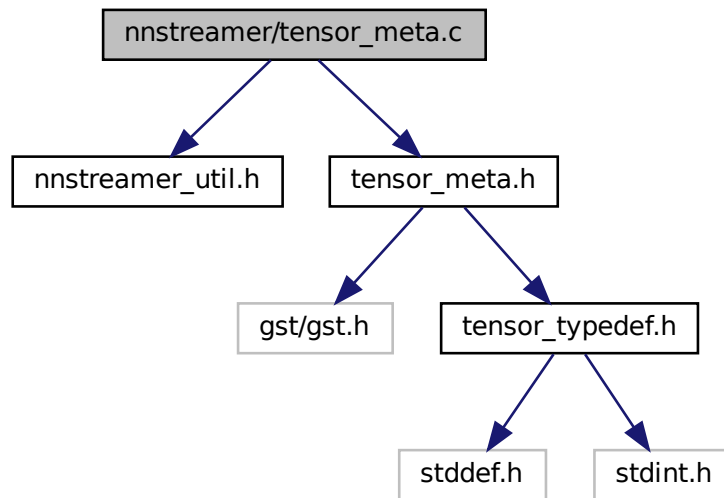 nnstreamer/tensor_meta.c
nnstreamer_util.h
tensor_meta.h
gst/gst.h
tensor_typedef.h
stddef.h
stdint.h